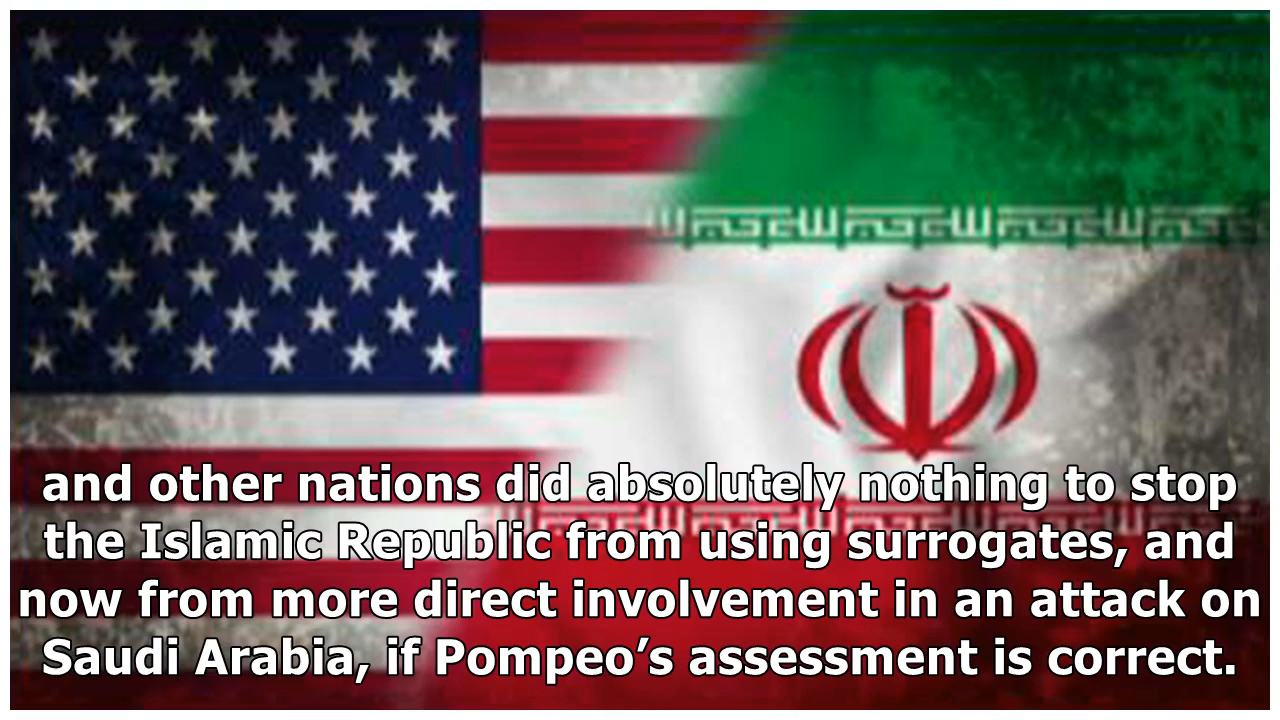 and other nations did absolutely nothing to stop
the Islamic Republic from using surrogates, and
now from more direct involvement in an attack on
Saudi Arabia, if Pompeo’s assessment is correct.